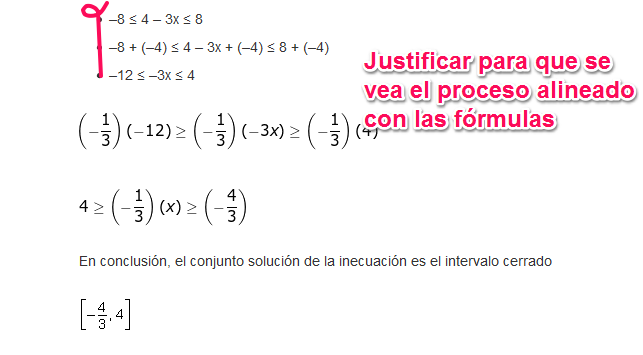 –8 ≤ 4 – 3x ≤ 8
–8 + (–4) ≤ 4 – 3x + (–4) ≤ 8 + (–4)
–12 ≤ –3x ≤ 4
Justificar para que se
vea el proceso alineado
con las fórmulas
(–1/3)(–12) ≥ (–1/3)(–3x) ≥ (–1/3)(4)
4 ≥ (–1/3)(x) ≥ (–4/3)
En conclusión, el conjunto solución de la inecuación es el intervalo cerrado
[–4/3, 4]